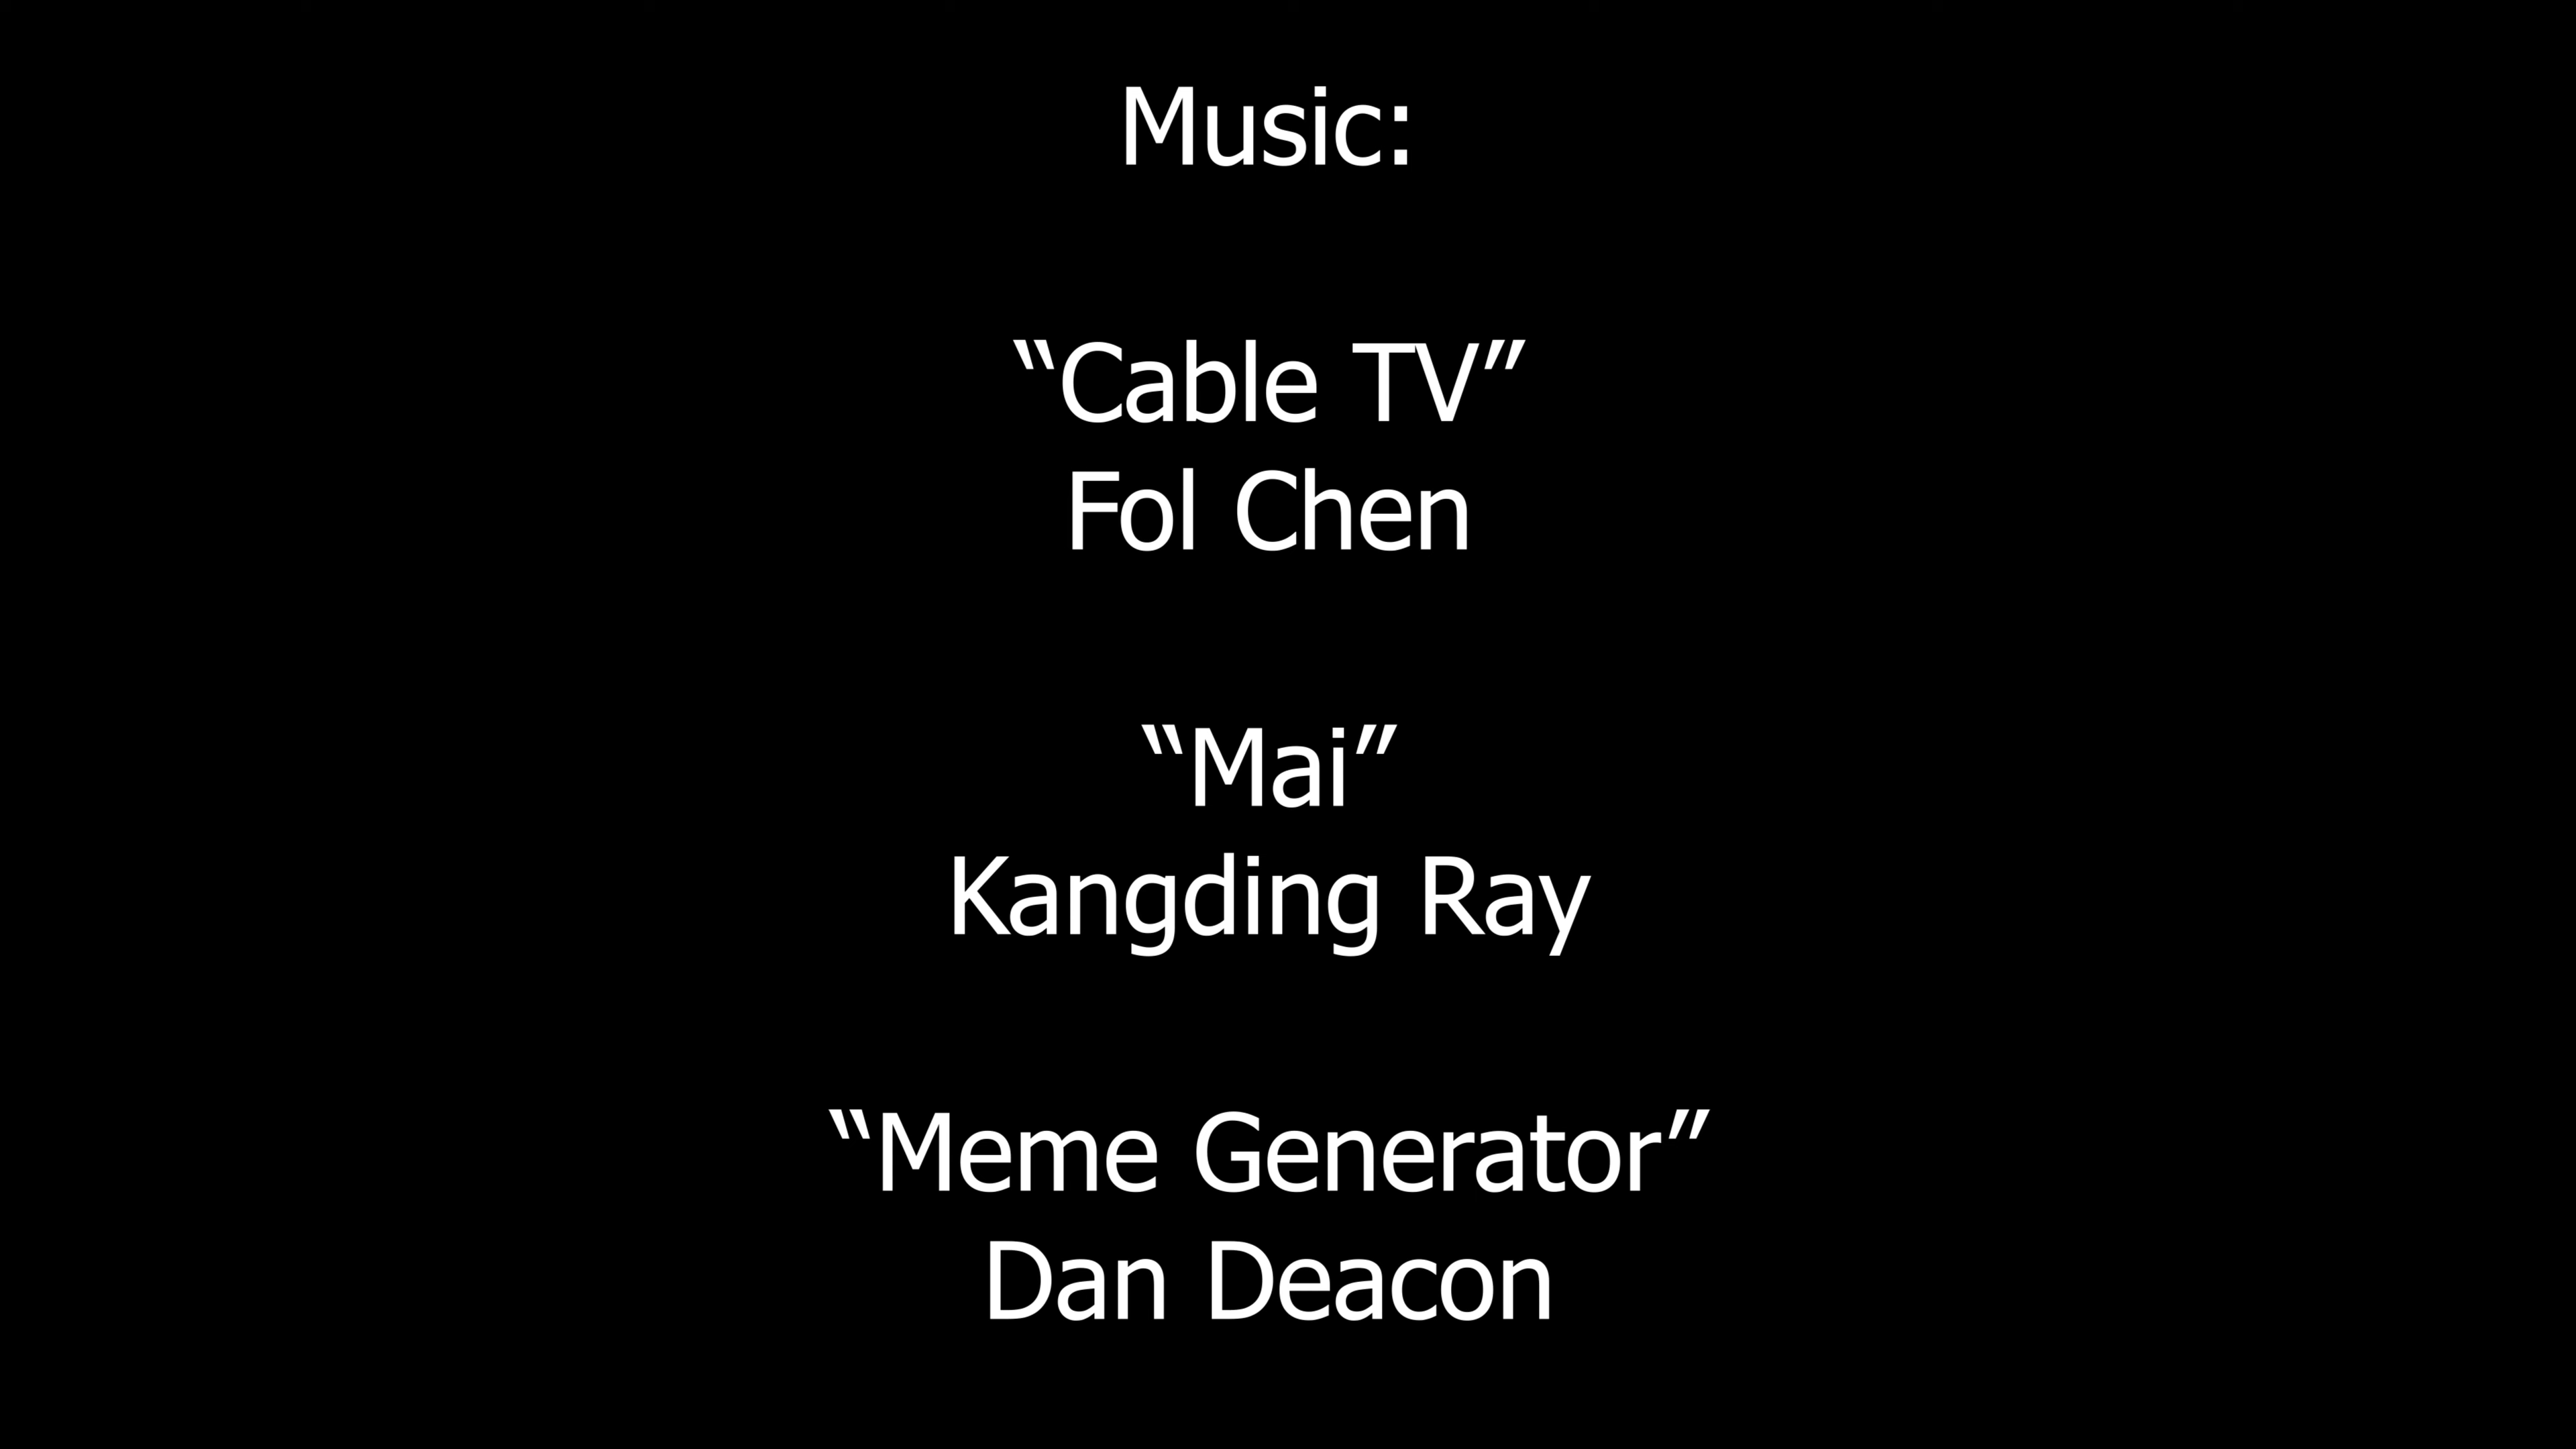 Music:
“Cable TV”
Fol Chen
“Mai”
Kangding Ray
“Meme Generator”
Dan Deacon